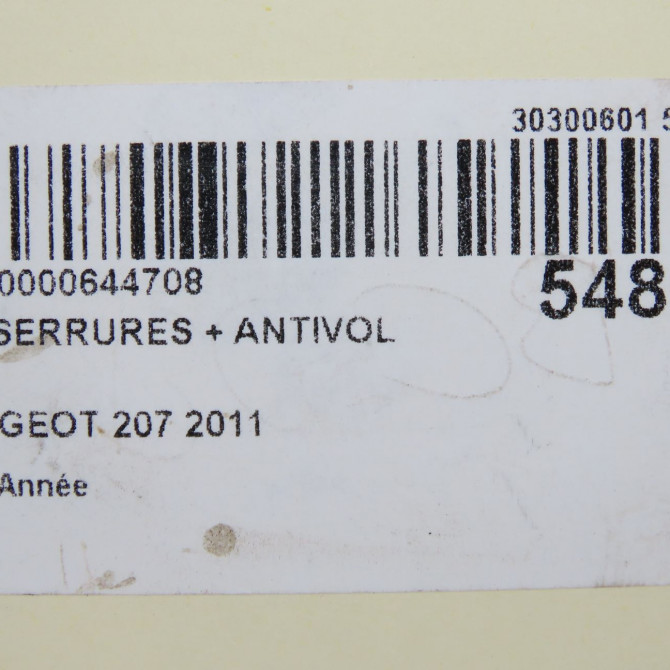 30300601 5
0000644708
548
SERRURES + ANTIVOL
GEOT 207 2011
Année